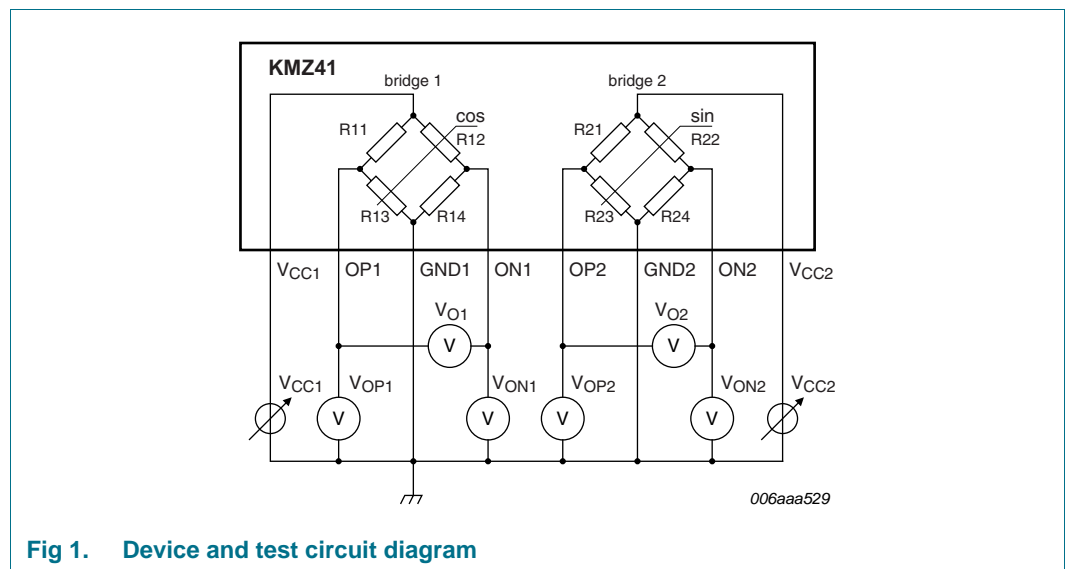 KMZ41
bridge 1
bridge 2
cos
sin
R11
R12
R21
R22
R13
R14
R23
R24
VCC1
OP1
GND1
ON1
OP2
GND2
ON2
VCC2
VO1
VO2
V
V
VCC1
VOP1
VON1
VOP2
VON2
VCC2
V
V
V
V
006aaa529
Fig 1. Device and test circuit diagram